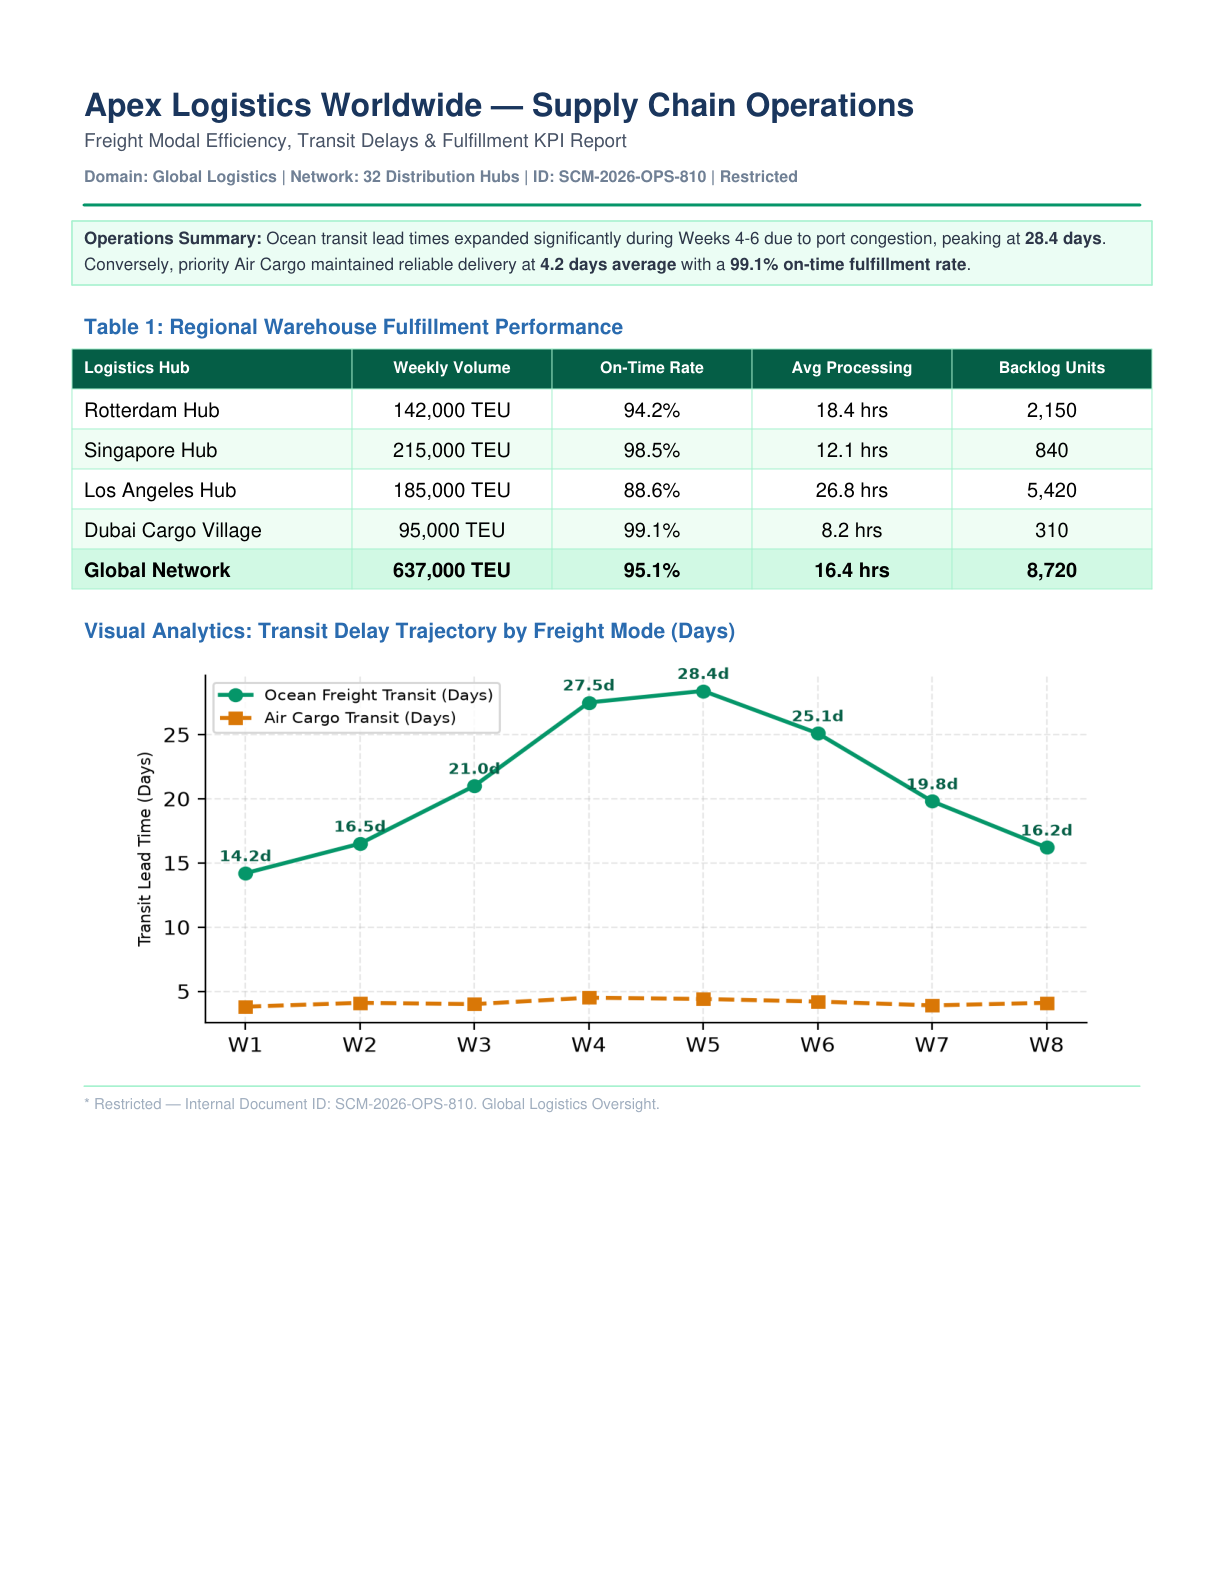 Apex Logistics Worldwide — Supply Chain Operations
Freight Modal Efficiency, Transit Delays & Fulfillment KPI Report
Domain: Global Logistics | Network: 32 Distribution Hubs | ID: SCM-2026-OPS-810 | Restricted
Operations Summary: Ocean transit lead times expanded significantly during Weeks 4-6 due to port congestion, peaking at 28.4 days.
Conversely, priority Air Cargo maintained reliable delivery at 4.2 days average with a 99.1% on-time fulfillment rate.
Table 1: Regional Warehouse Fulfillment Performance
Logistics Hub Weekly Volume On-Time Rate Avg Processing Backlog Units
Rotterdam Hub 142,000 TEU 94.2% 18.4 hrs 2,150
Singapore Hub 215,000 TEU 98.5% 12.1 hrs 840
Los Angeles Hub 185,000 TEU 88.6% 26.8 hrs 5,420
Dubai Cargo Village 95,000 TEU 99.1% 8.2 hrs 310
Global Network 637,000 TEU 95.1% 16.4 hrs 8,720
Visual Analytics: Transit Delay Trajectory by Freight Mode (Days)
Ocean Freight Transit (Days)
Air Cargo Transit (Days)
14.2d 16.5d 21.0d 27.5d 28.4d 25.1d 19.8d 16.2d
Transit Lead Time (Days)
25
20
15
10
5
W1 W2 W3 W4 W5 W6 W7 W8
* Restricted — Internal Document ID: SCM-2026-OPS-810. Global Logistics Oversight.